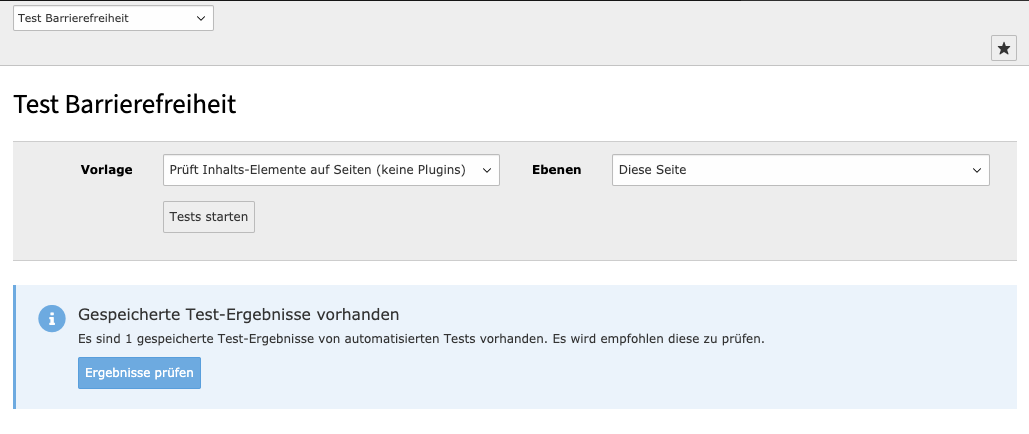 Test Barrierefreiheit
Test Barrierefreiheit
Vorlage Prüft Inhalts-Elemente auf Seiten (keine Plugins) Ebenen Diese Seite
Tests starten
Gespeicherte Test-Ergebnisse vorhanden
Es sind 1 gespeicherte Test-Ergebnisse von automatisierten Tests vorhanden. Es wird empfohlen diese zu prüfen.
Ergebnisse prüfen